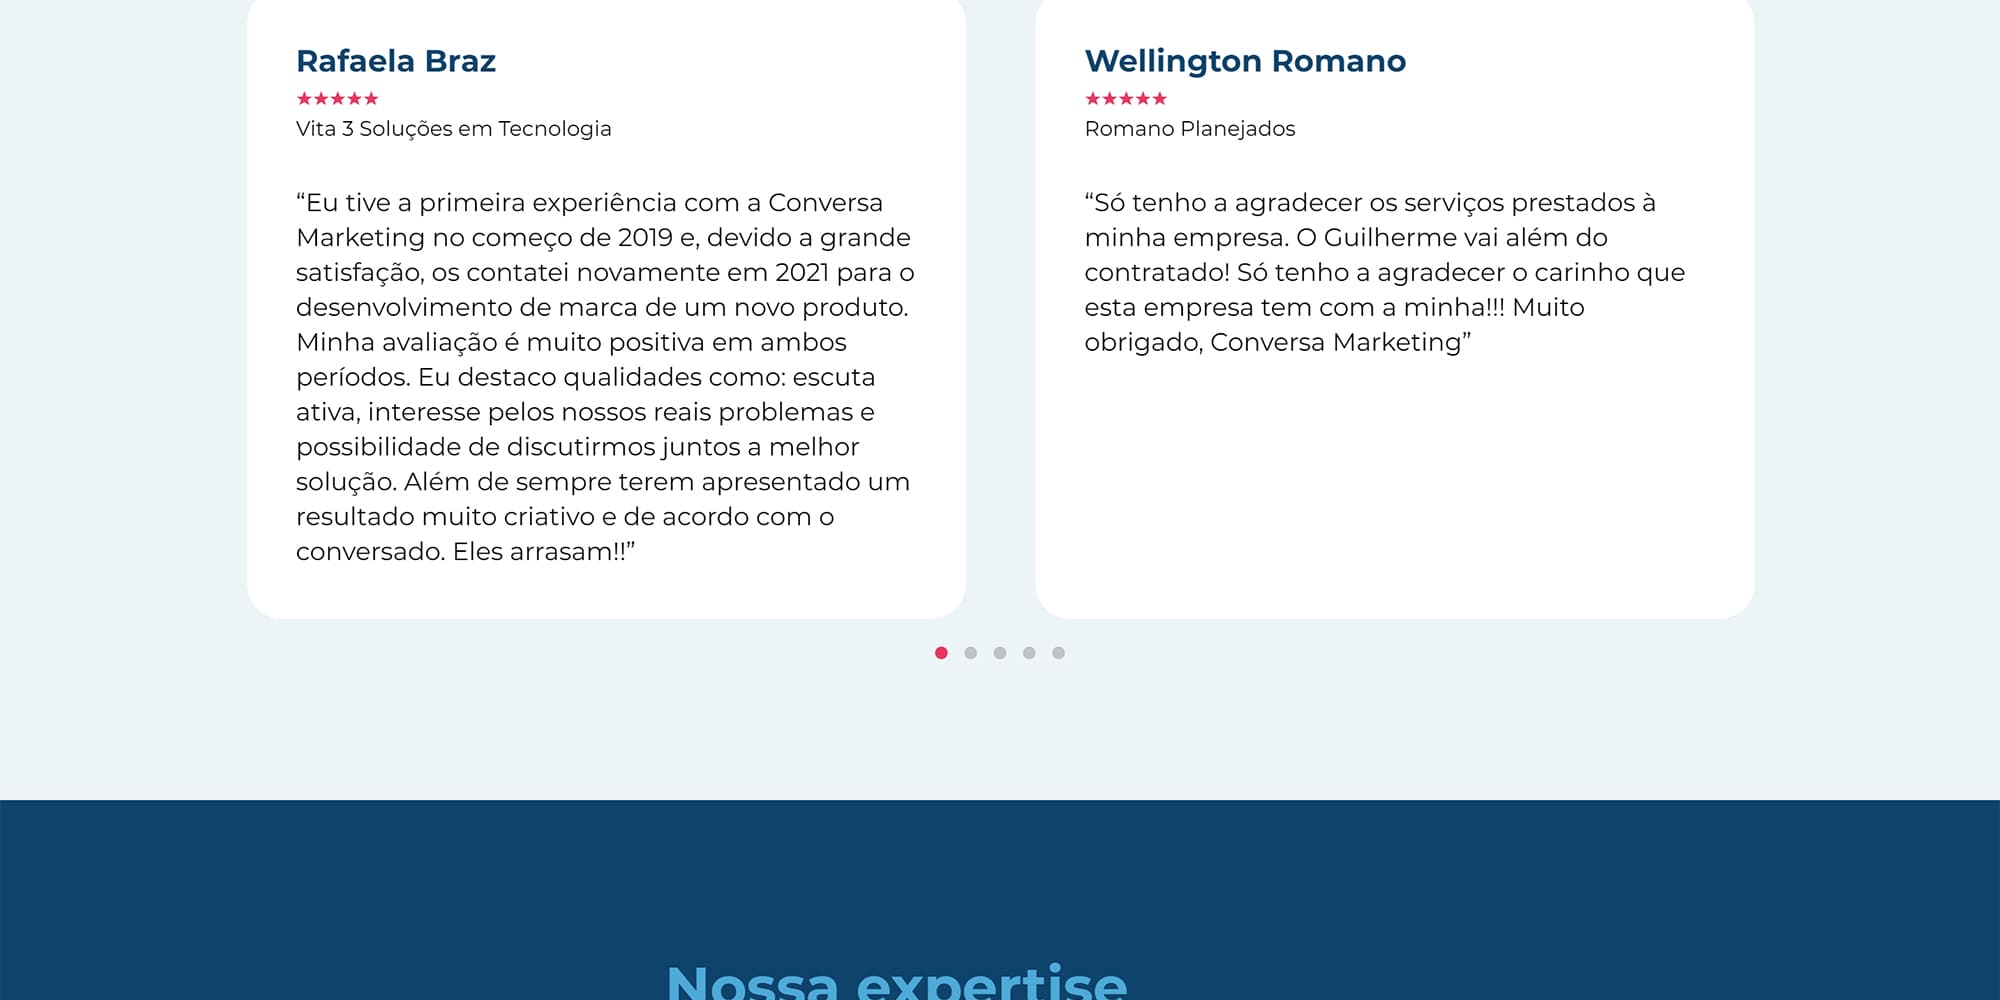 Rafaela Braz
★★★★★
Vita 3 Soluções em Tecnologia
“Eu tive a primeira experiência com a Conversa
Marketing no começo de 2019 e, devido a grande
satisfação, os contatei novamente em 2021 para o
desenvolvimento de marca de um novo produto.
Minha avaliação é muito positiva em ambos
períodos. Eu destaco qualidades como: escuta
ativa, interesse pelos nossos reais problemas e
possibilidade de discutirmos juntos a melhor
solução. Além de sempre terem apresentado um
resultado muito criativo e de acordo com o
conversado. Eles arrasam!!”
Wellington Romano
★★★★★
Romano Planejados
“Só tenho a agradecer os serviços prestados à
minha empresa. O Guilherme vai além do
contratado! Só tenho a agradecer o carinho que
esta empresa tem com a minha!!! Muito
obrigado, Conversa Marketing”
Nossa expertise